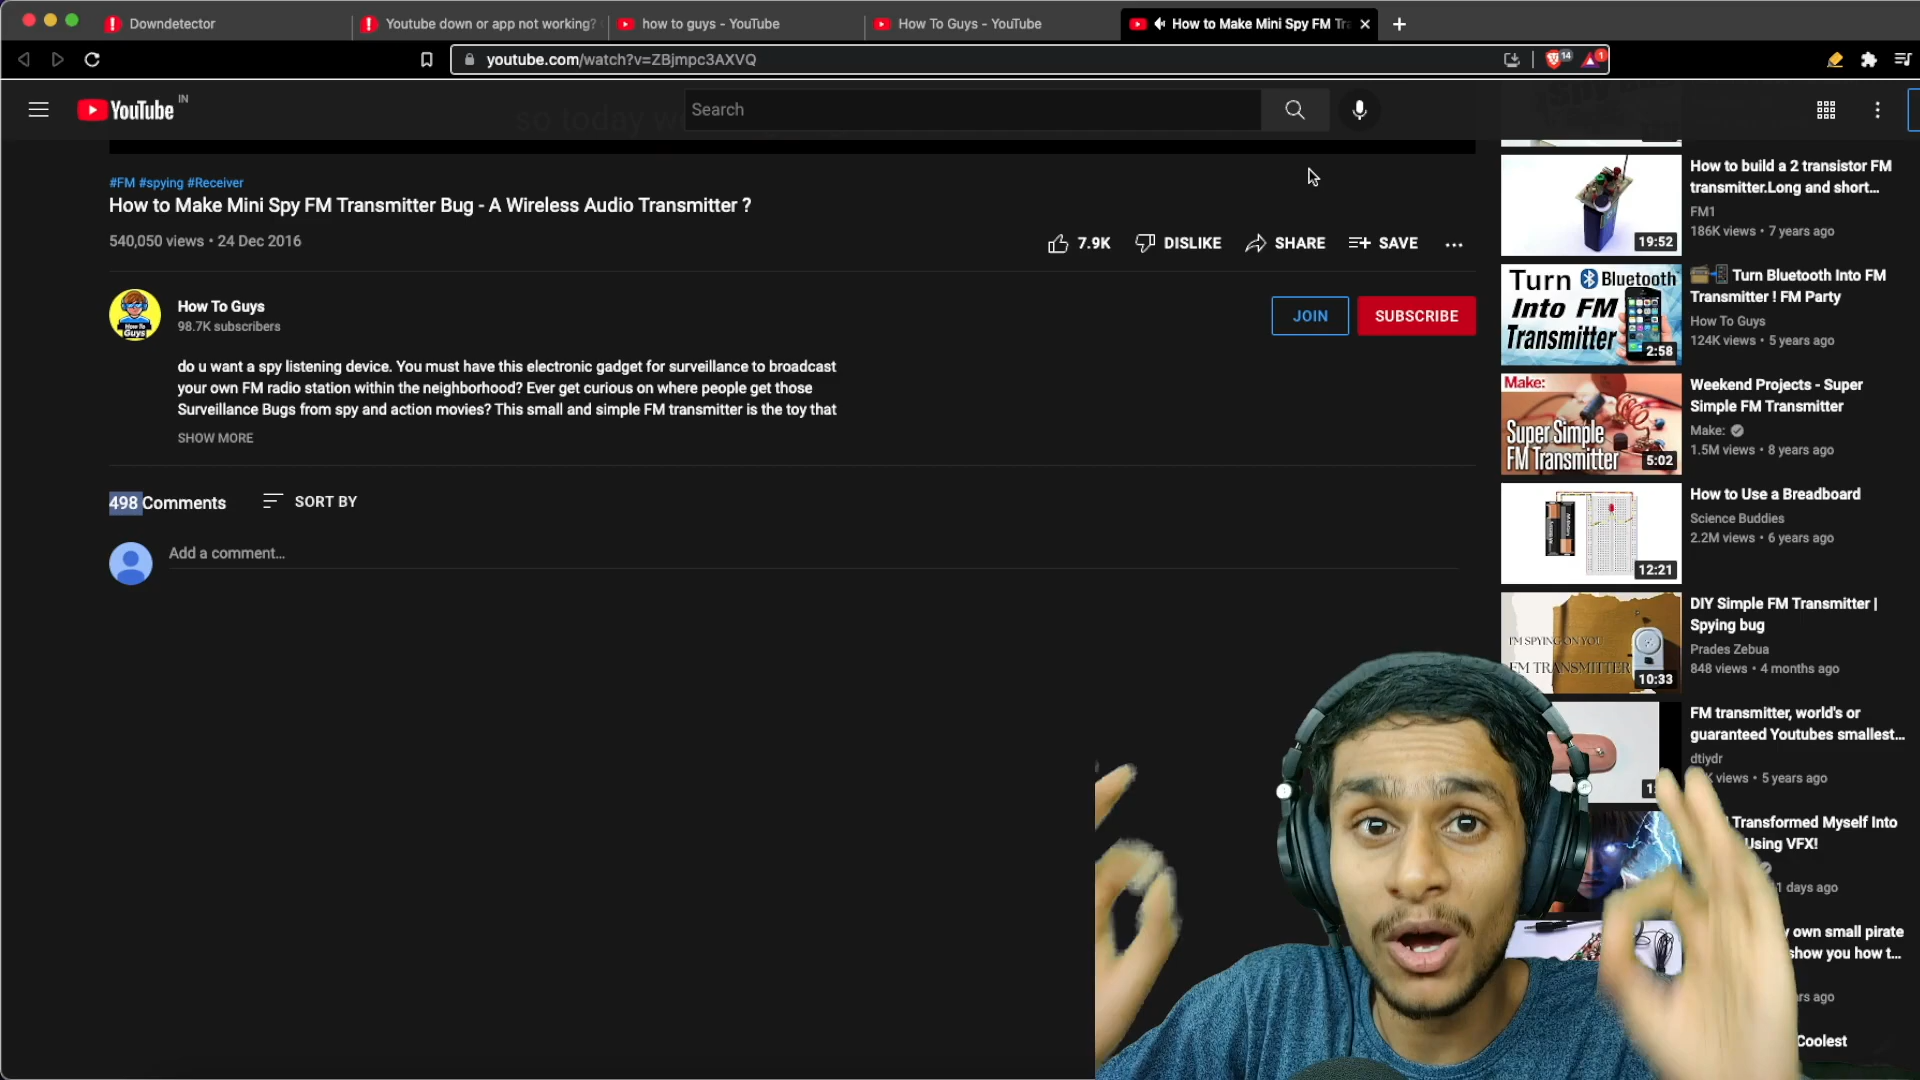 Downdetector
Youtube down or app not working?
how to guys - YouTube
How To Guys - YouTube
How to Make Mini Spy FM Tr
youtube.com/watch?v=ZBjmpc3AXVQ
14
1
YouTube IN
so today w
Search
#FM #spying #Receiver
How to Make Mini Spy FM Transmitter Bug - A Wireless Audio Transmitter ?
540,050 views • 24 Dec 2016
7.9K
DISLIKE
SHARE
SAVE
How To Guys
98.7K subscribers
JOIN
SUBSCRIBE
do u want a spy listening device. You must have this electronic gadget for surveillance to broadcast
your own FM radio station within the neighborhood? Ever get curious on where people get those
Surveillance Bugs from spy and action movies? This small and simple FM transmitter is the toy that
SHOW MORE
498 Comments
SORT BY
Add a comment...
19:52
How to build a 2 transistor FM
transmitter.Long and short...
FM1
186K views • 7 years ago
Turn Bluetooth
Into FM
Transmitter
2:58
Turn Bluetooth Into FM
Transmitter ! FM Party
How To Guys
124K views • 5 years ago
Make:
Super Simple
FM Transmitter
5:02
Weekend Projects - Super
Simple FM Transmitter
Make:
1.5M views • 8 years ago
12:21
How to Use a Breadboard
Science Buddies
2.2M views • 6 years ago
I'M SPYING ON YOU
FM TRANSMITTER
10:33
DIY Simple FM Transmitter |
Spying bug
Prades Zebua
848 views • 4 months ago
FM transmitter, world's or
guaranteed Youtubes smallest...
dtiydr
K views • 5 years ago
Transformed Myself Into
Using VFX!
days ago
own small pirate
show you how t...
ago
Coolest